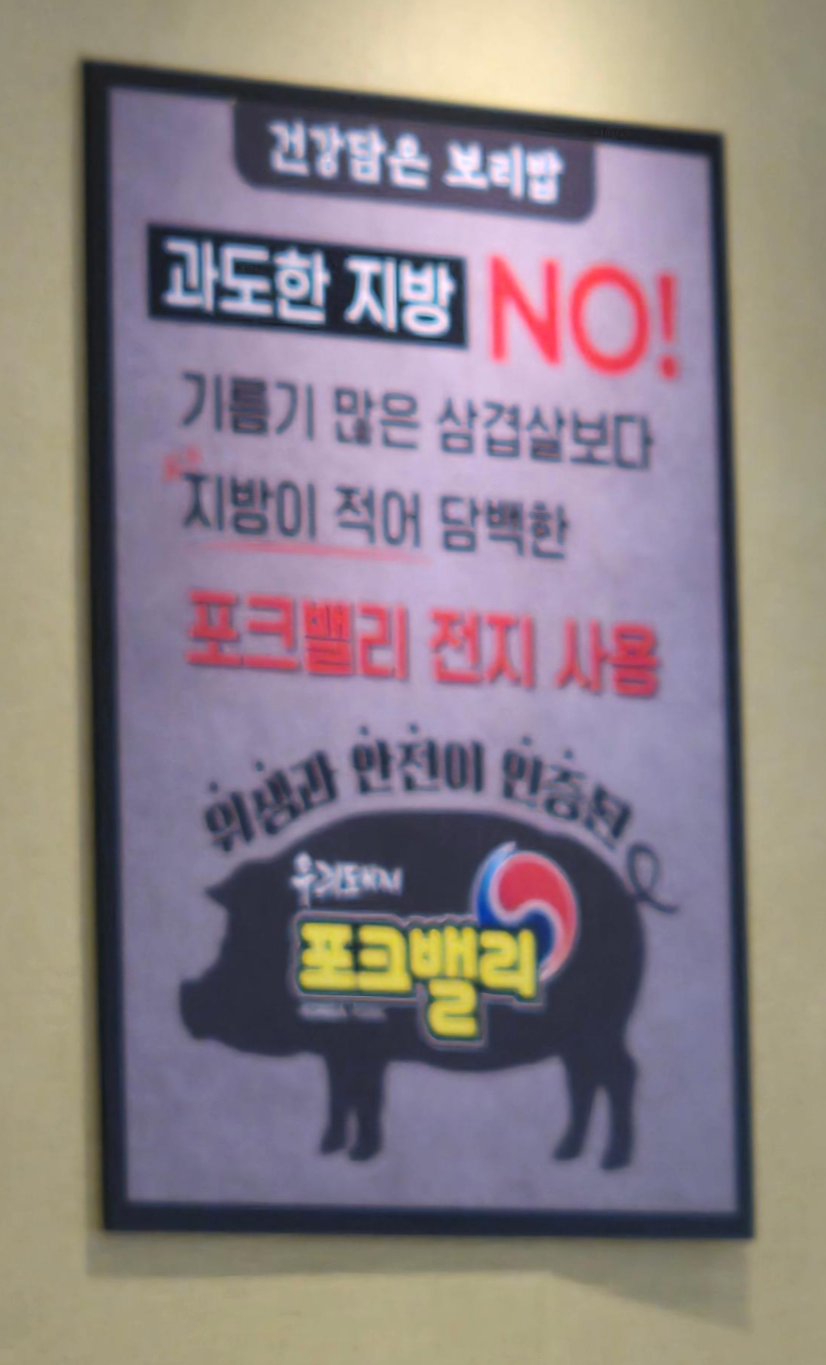 건강담은 보리밥
과도한 지방 NO!
기름기 많은 삼겹살보다
지방이 적어 담백한
포크밸리 전지 사용
위생과 안전이 인증된
우리돼지
포크밸리